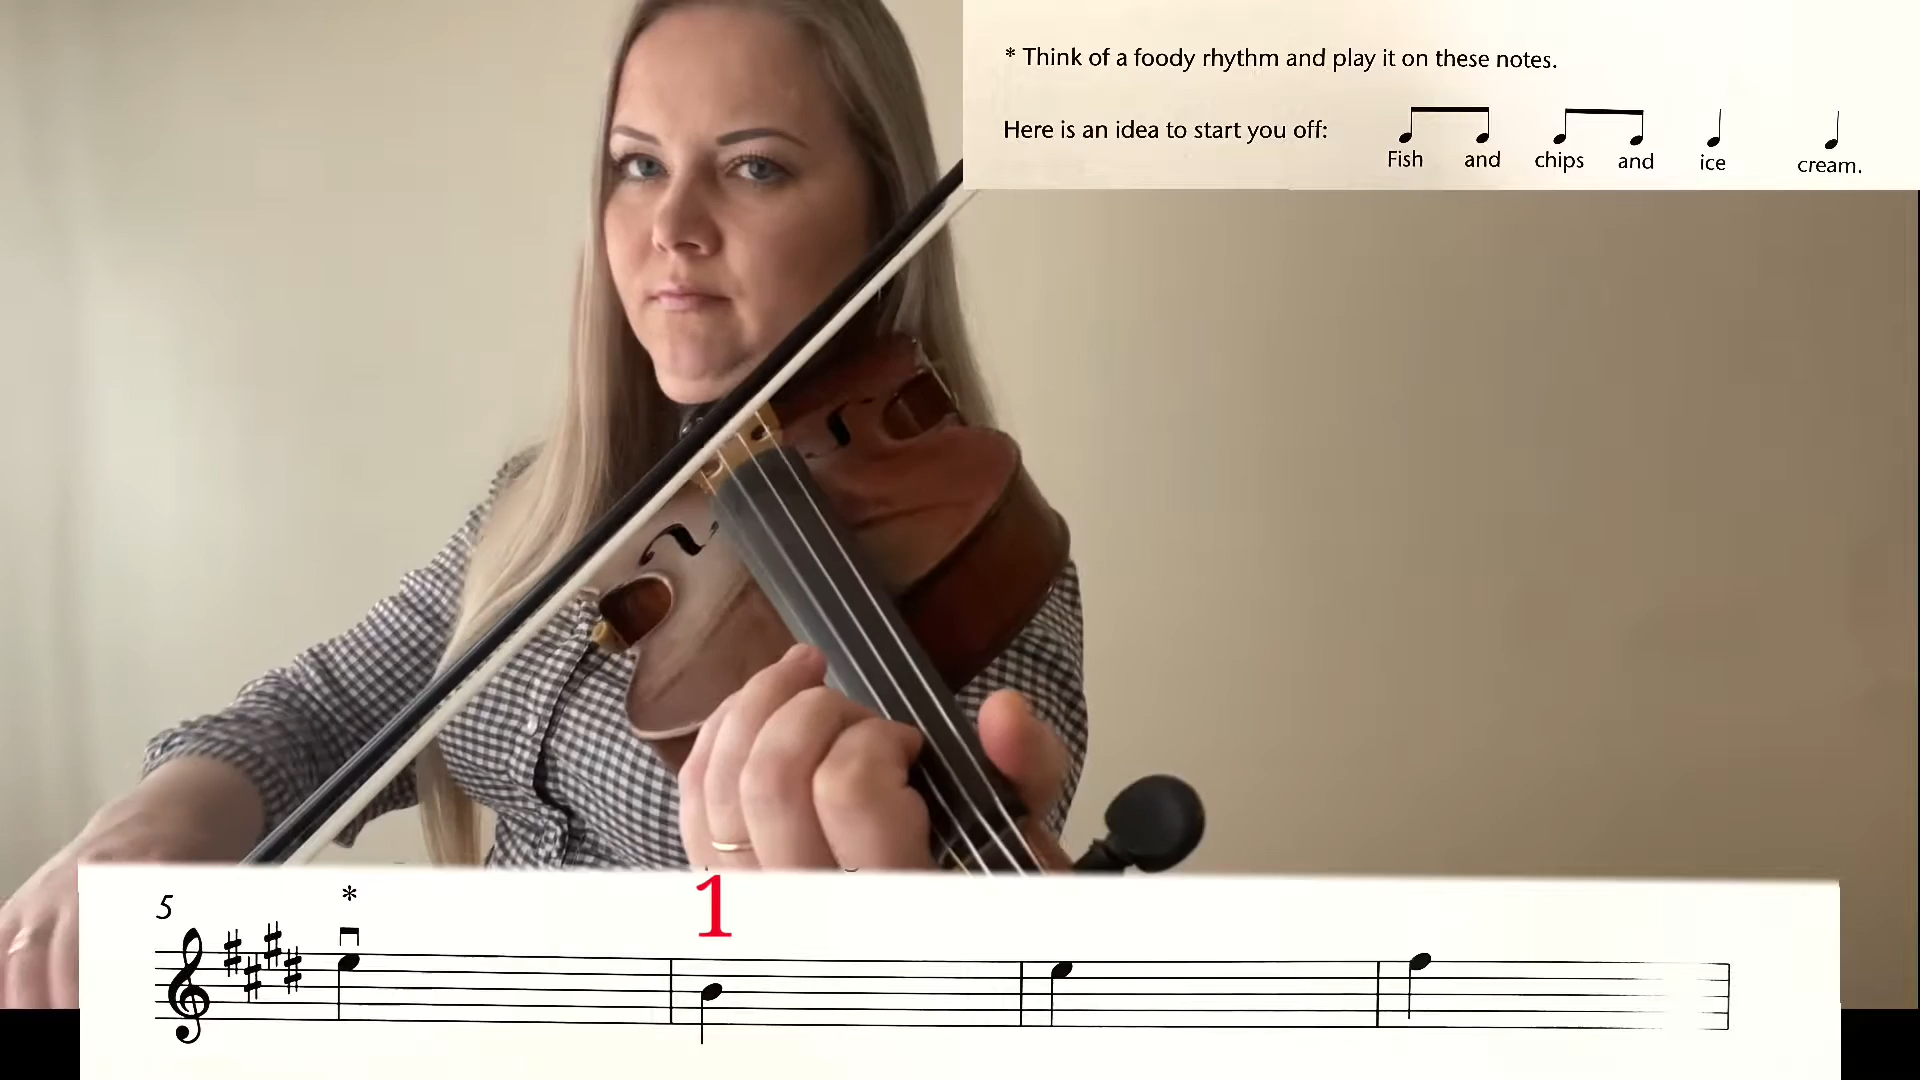 * Think of a foody rhythm and play it on these notes.
Here is an idea to start you off:
Fish and chips and ice cream.
5
*
1